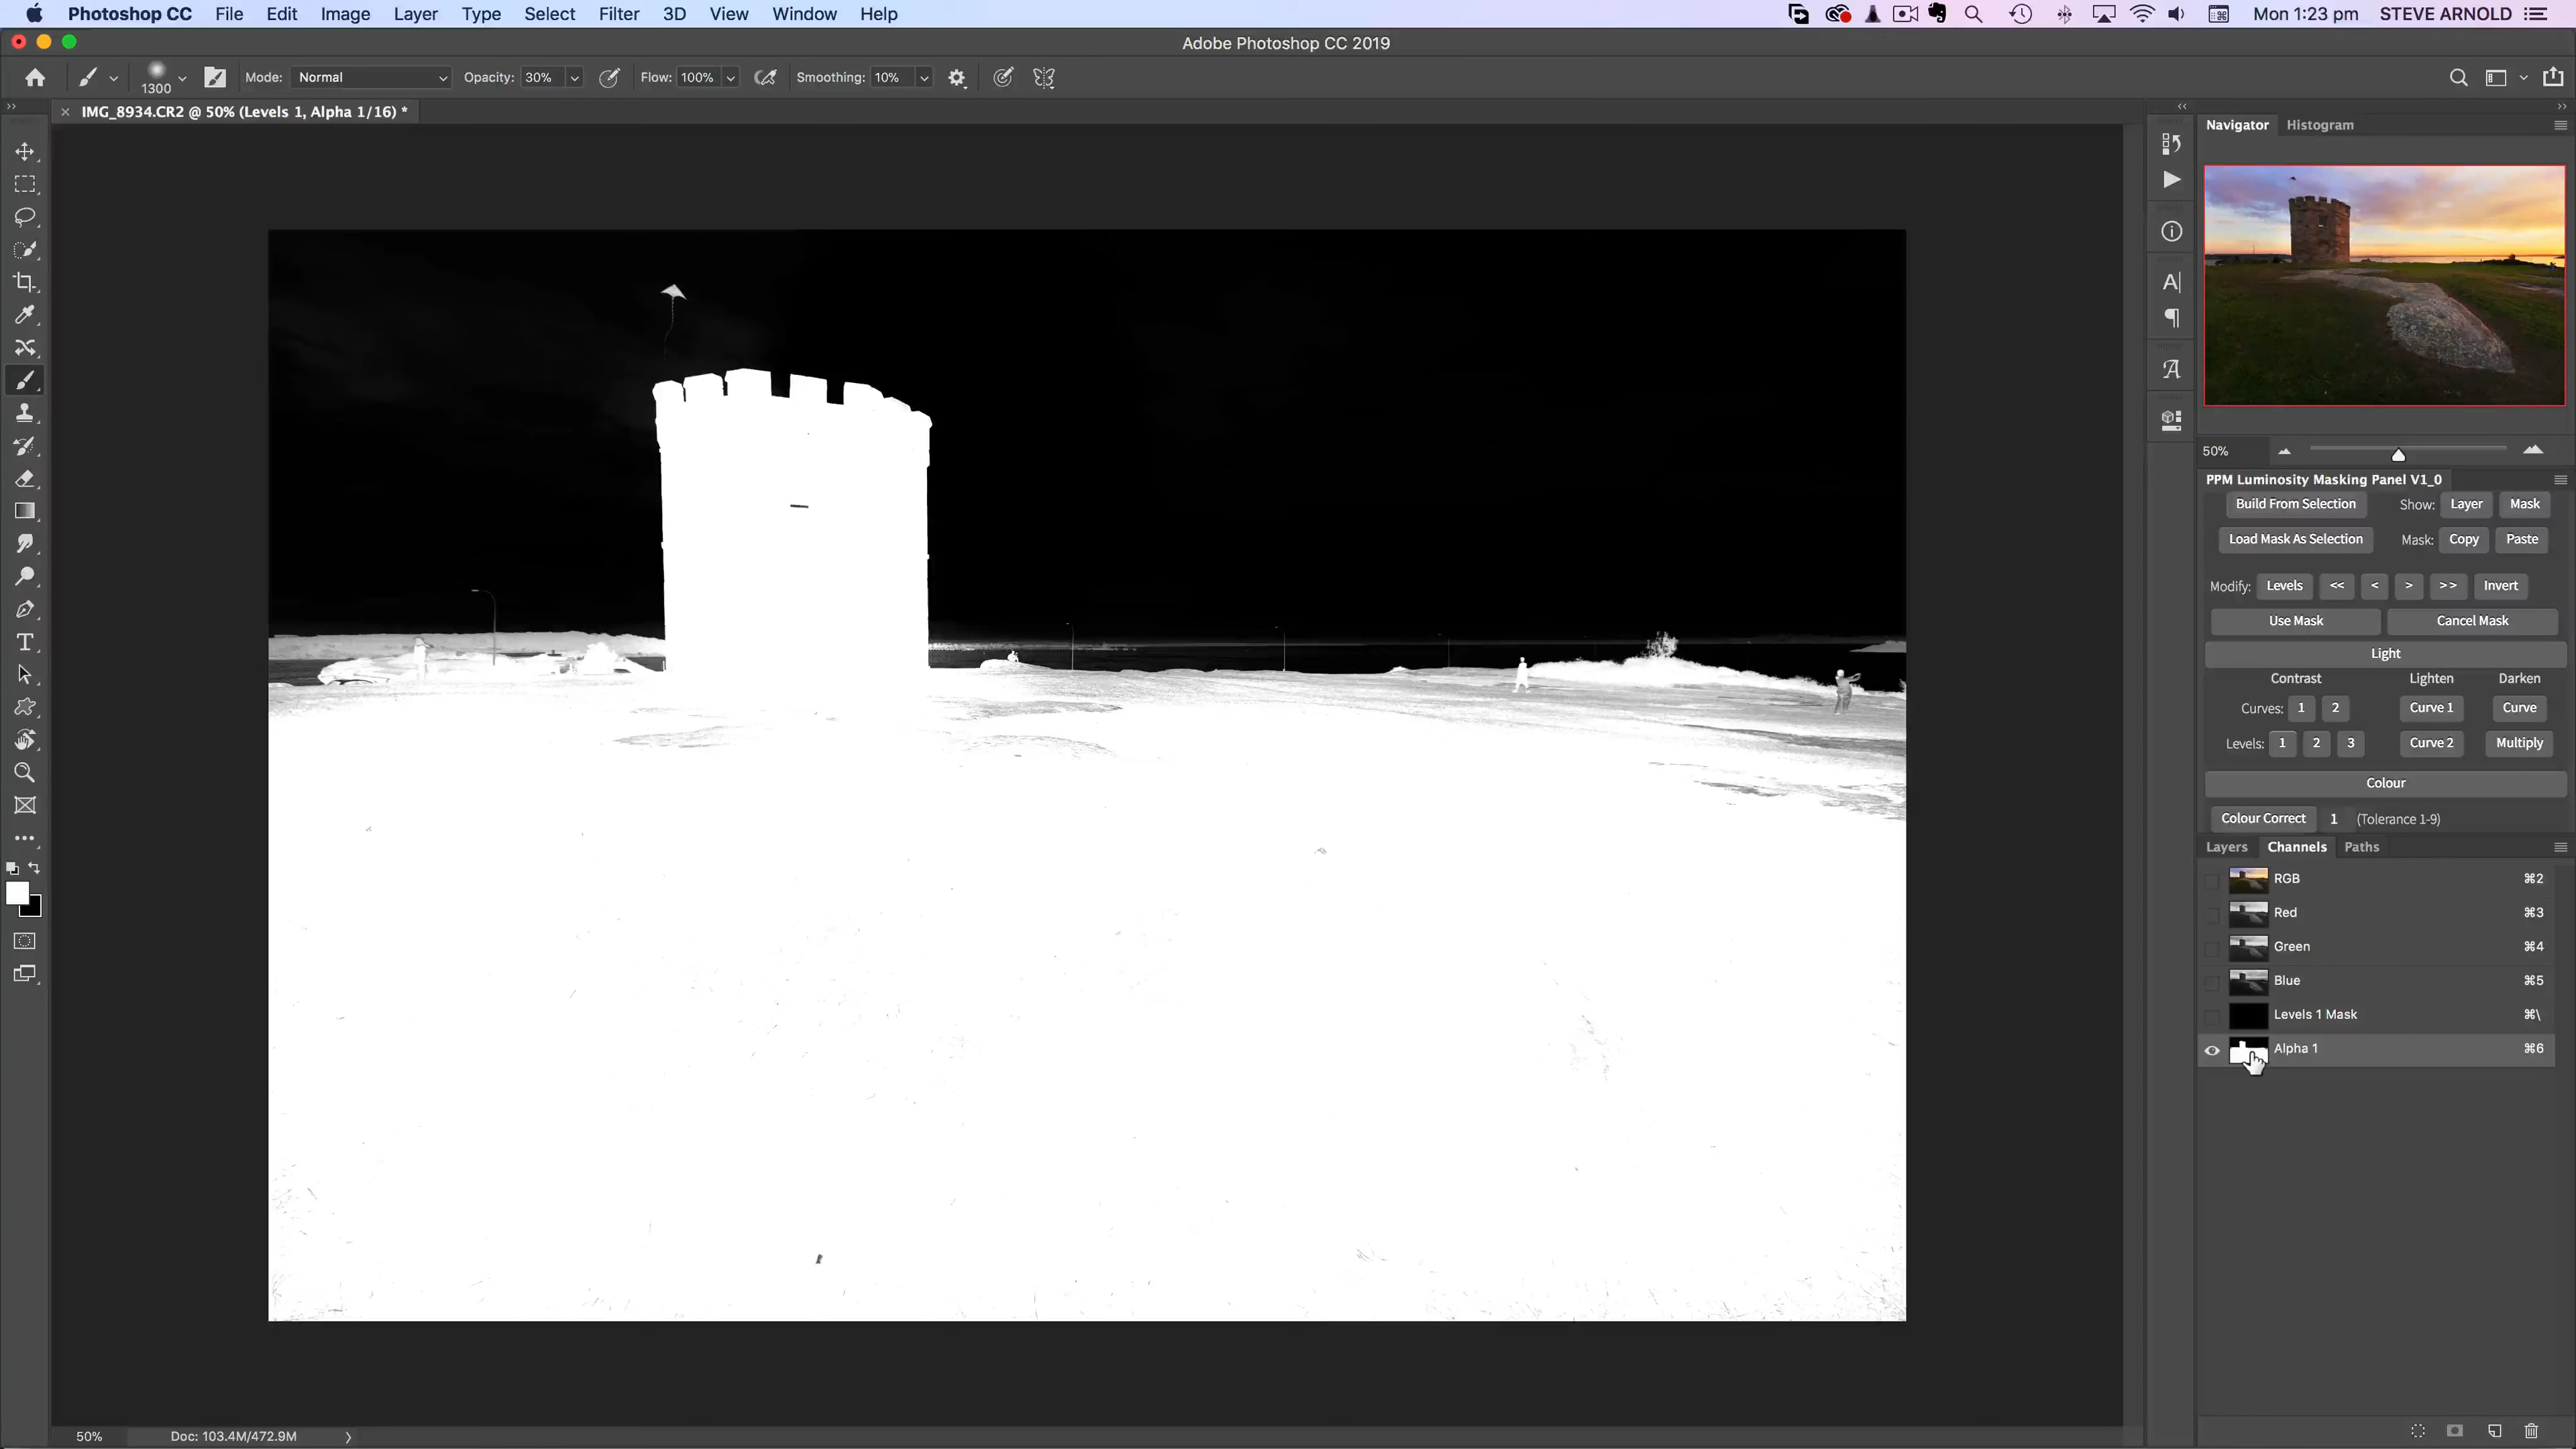 Photoshop CC File Edit Image Layer Type Select Filter 3D View Window Help Mon 1:23 pm STEVE ARNOLD
Adobe Photoshop CC 2019
1300 Mode: Normal Opacity: 30% Flow: 100% Smoothing: 10%
IMG_8934.CR2 @ 50% (Levels 1, Alpha 1/16) *
Navigator Histogram
50%
PPM Luminosity Masking Panel V1_0
Build From Selection Show: Layer Mask
Load Mask As Selection Mask: Copy Paste
Modify: Levels << < > >> Invert
Use Mask Cancel Mask
Light
Contrast Lighten Darken
Curves: 1 2 Curve 1 Curve
Levels: 1 2 3 Curve 2 Multiply
Colour
Colour Correct 1 (Tolerance 1-9)
Layers Channels Paths
RGB ⌘2
Red ⌘3
Green ⌘4
Blue ⌘5
Levels 1 Mask ⌘\
Alpha 1 ⌘6
50% Doc: 103.4M/472.9M